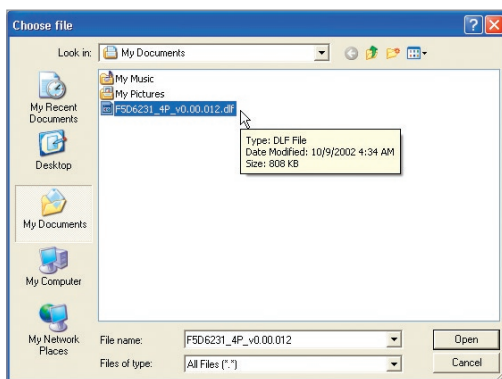 Choose file
Look in:
My Documents
My Music
My Pictures
F5D6231_4P_v0.00.012.dlf
Type: DLF File
Date Modified: 10/9/2002 4:34 AM
Size: 808 KB
My Recent
Documents
Desktop
My Documents
My Computer
My Network
Places
File name:
F5D6231_4P_v0.00.012
Open
Files of type:
All Files (*.*)
Cancel